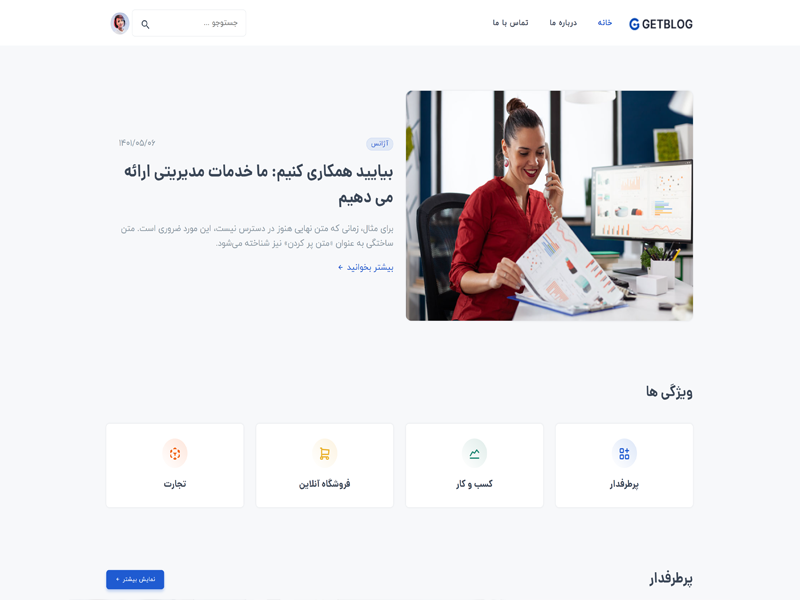 GETBLOG
خانه
درباره ما
تماس با ما
جستوجو ...
آژانس
۱۴۰۱/۰۵/۰۶
بیایید همکاری کنیم: ما خدمات مدیریتی ارائه
می دهیم
برای مثال، زمانی که متن نهایی هنوز در دسترس نیست، این مورد ضروری است. متن
ساختگی به عنوان «متن پر کردن» نیز شناخته می‌شود.
بیشتر بخوانید ←
ویژگی ها
پرطرفدار
کسب و کار
فروشگاه آنلاین
تجارت
پرطرفدار
نمایش بیشتر +